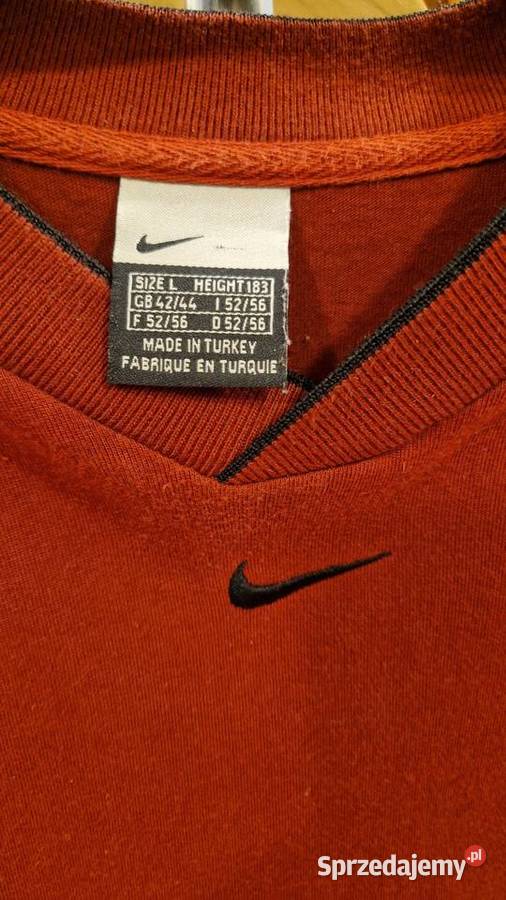 SIZE L HEIGHT 183
GB 42/44 I 52/56
F 52/56 D 52/56
MADE IN TURKEY
FABRIQUE EN TURQUIE
Sprzedajemy.pl